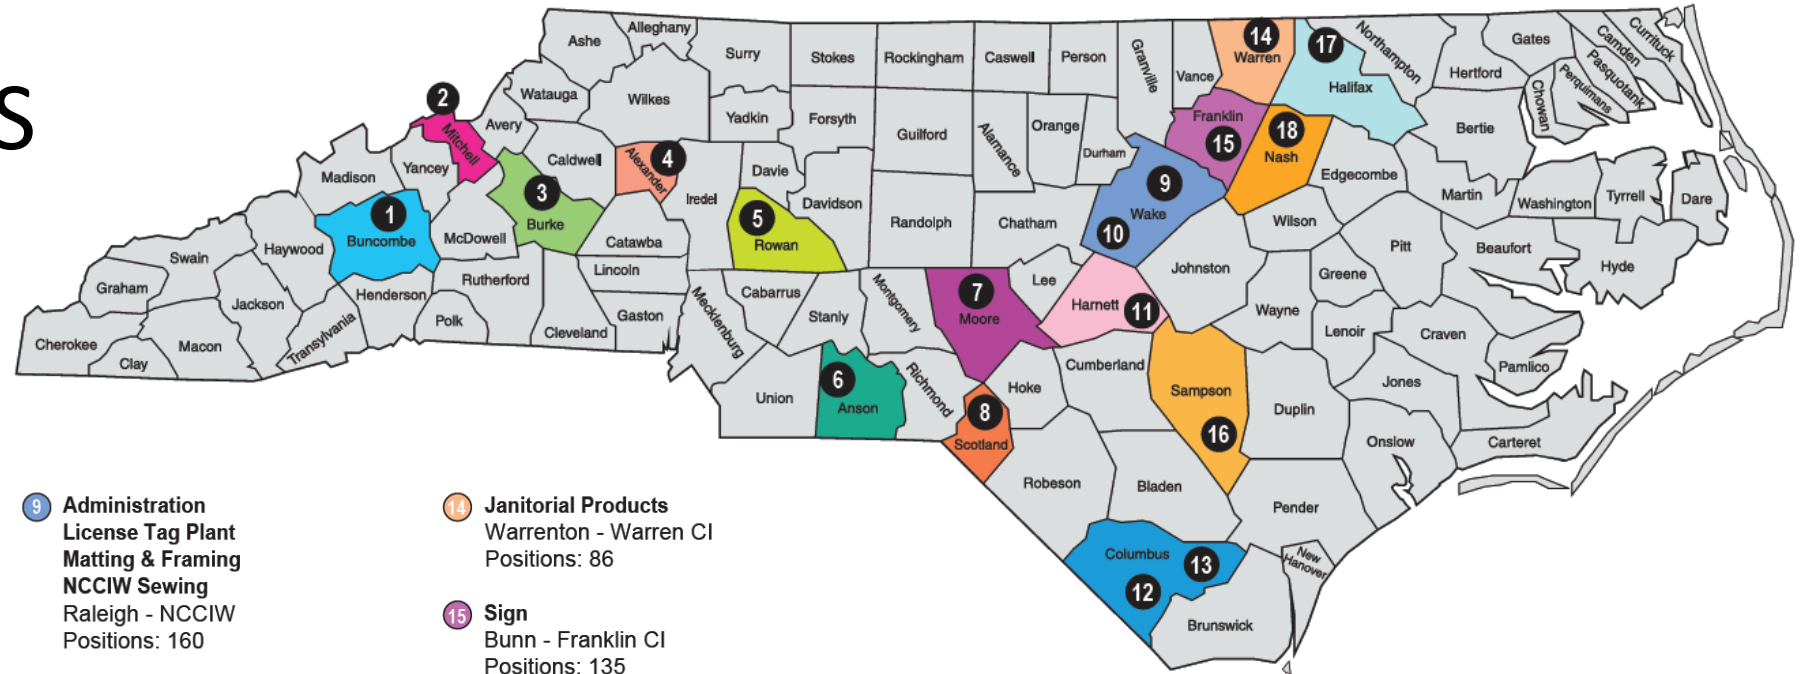 s
Alleghany
Ashe
Surry
Stokes
Rockingham
Caswell
Person
Granville
Vance
14
Warren
17
Northampton
Gates
Currituck
Camden
Pasquotank
Perquimans
Chowan
Hertford
Halifax
2
Mitchell
Watauga
Wilkes
Avery
Yadkin
Forsyth
Guilford
Alamance
Orange
Durham
Franklin
15
18
Nash
Bertie
Madison
Yancey
Caldwell
Alexander
4
Iredell
Davie
Davidson
Randolph
Chatham
9
Wake
10
Edgecombe
Martin
Washington
Tyrrell
Dare
1
Buncombe
3
Burke
McDowell
Catawba
5
Rowan
Wilson
Pitt
Beaufort
Hyde
Swain
Haywood
Graham
Jackson
Henderson
Rutherford
Lincoln
Gaston
Cleveland
Polk
Transylvania
Macon
Clay
Cherokee
Mecklenburg
Cabarrus
Stanly
Montgomery
7
Moore
Lee
Harnett
11
Johnston
Wayne
Greene
Lenoir
Craven
Pamlico
Jones
Union
6
Anson
Richmond
8
Scotland
Hoke
Cumberland
Sampson
16
Duplin
Onslow
Carteret
Robeson
Bladen
Pender
New
Hanover
Columbus
13
12
Brunswick
9 Administration
License Tag Plant
Matting & Framing
NCCIW Sewing
Raleigh - NCCIW
Positions: 160
14 Janitorial Products
Warrenton - Warren CI
Positions: 86
15 Sign
Bunn - Franklin CI
Positions: 135